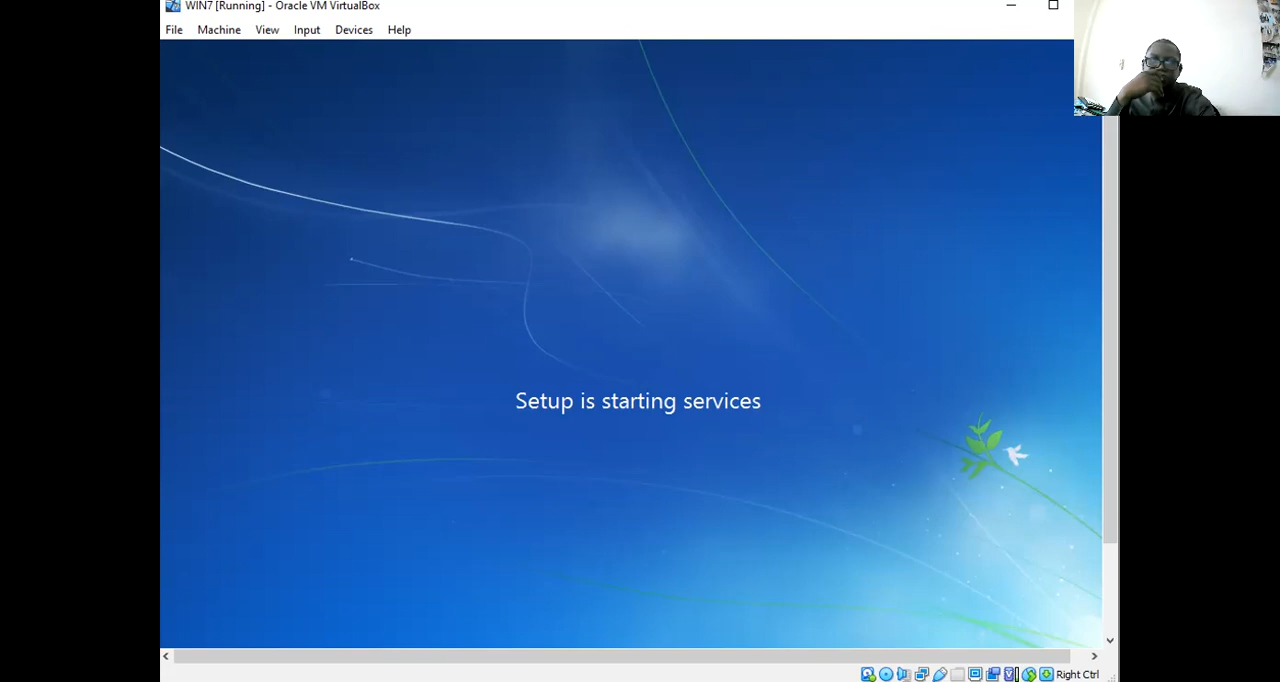 WIN7 [Running] - Oracle VM VirtualBox
File Machine View Input Devices Help
Setup is starting services
Right Ctrl